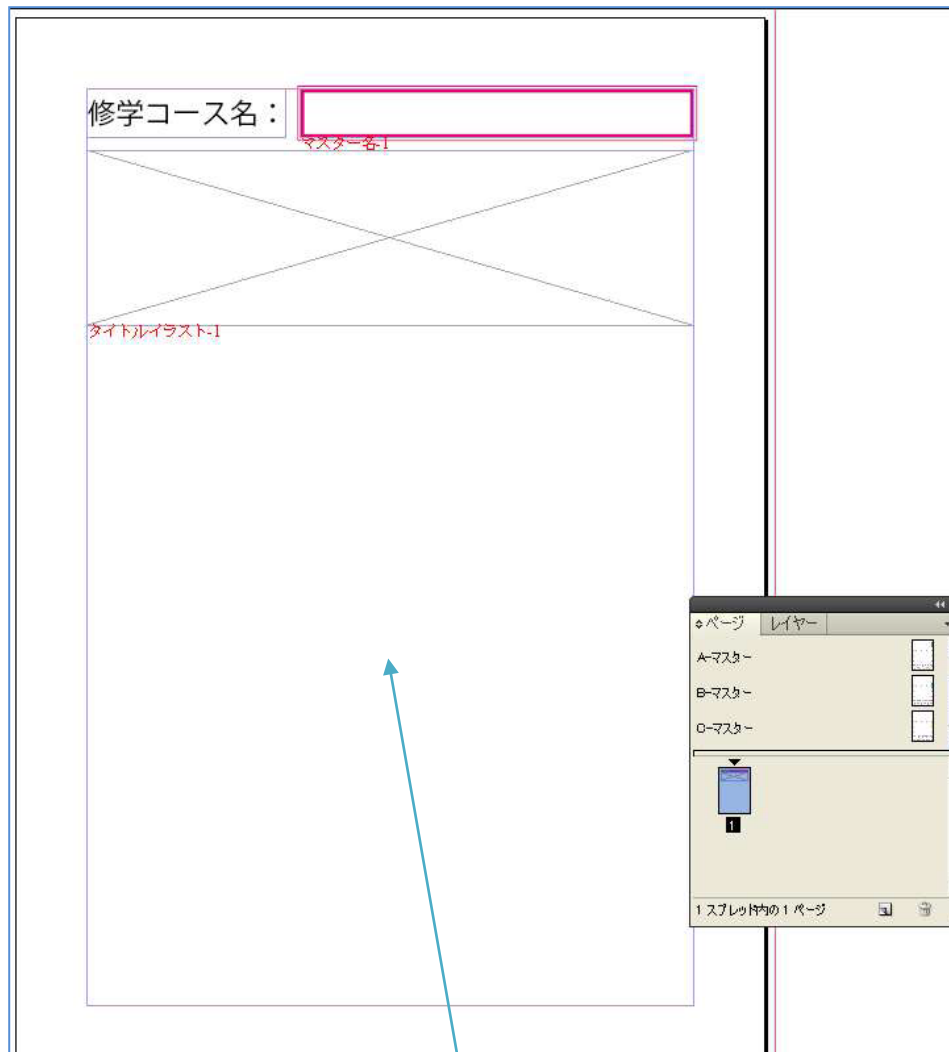 修学コース名：
マスター名-1
タイトルイラスト-1
ページ
レイヤー
A-マスター
B-マスター
C-マスター
1
1 スプレッド内の 1 ページ